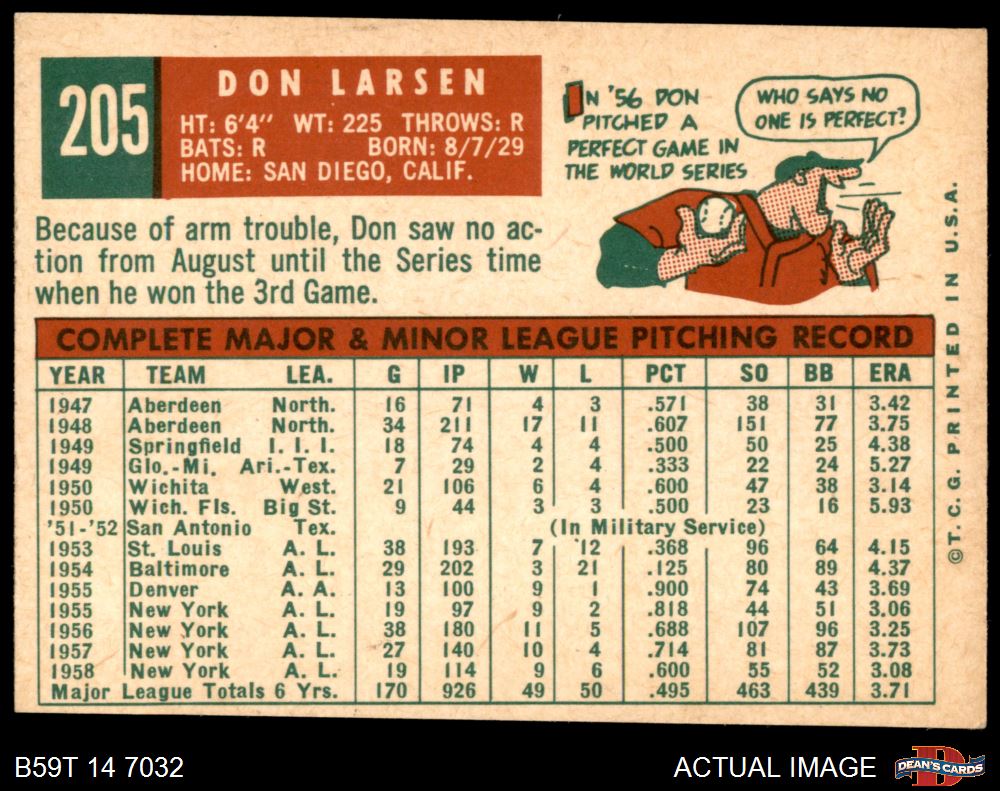 205
DON LARSEN
HT: 6'4" WT: 225 THROWS: R
BATS: R BORN: 8/7/29
HOME: SAN DIEGO, CALIF.
IN '56 DON
PITCHED A
PERFECT GAME IN
THE WORLD SERIES
WHO SAYS NO
ONE IS PERFECT?
Because of arm trouble, Don saw no ac-
tion from August until the Series time
when he won the 3rd Game.
COMPLETE MAJOR & MINOR LEAGUE PITCHING RECORD
YEAR TEAM LEA. G IP W L PCT SO BB ERA
1947 Aberdeen North. 16 71 4 3 .571 38 31 3.42
1948 Aberdeen North. 34 211 17 11 .607 151 77 3.75
1949 Springfield I. I. I. 18 74 4 4 .500 50 25 4.38
1949 Glo.-Mi. Ari.-Tex. 7 29 2 4 .333 22 24 5.27
1950 Wichita West. 21 106 6 4 .600 47 38 3.14
1950 Wich. Fls. Big St. 9 44 3 3 .500 23 16 5.93
'51-'52 San Antonio Tex. (In Military Service)
1953 St. Louis A. L. 38 193 7 12 .368 96 64 4.15
1954 Baltimore A. L. 29 202 3 21 .125 80 89 4.37
1955 Denver A. A. 13 100 9 1 .900 74 43 3.69
1955 New York A. L. 19 97 9 2 .818 44 51 3.06
1956 New York A. L. 38 180 11 5 .688 107 96 3.25
1957 New York A. L. 27 140 10 4 .714 81 87 3.73
1958 New York A. L. 19 114 9 6 .600 55 52 3.08
Major League Totals 6 Yrs. 170 926 49 50 .495 463 439 3.71
©T. C. G. PRINTED IN U.S.A.
B59T 14 7032
ACTUAL IMAGE
DEAN'S CARDS